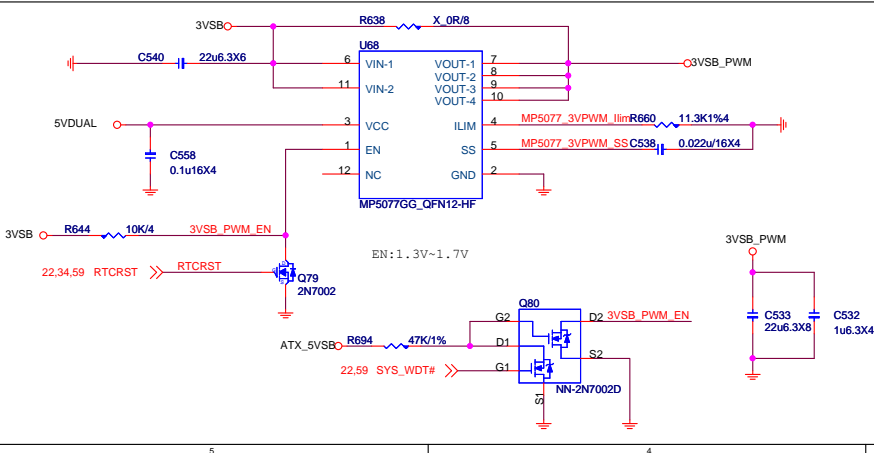 3VSB
R638
X_0R/8
U68
C540
22u6.3X6
6
VIN-1
VOUT-1
7
3VSB_PWM
VOUT-2
8
11
VIN-2
VOUT-3
9
VOUT-4
10
5VDUAL
3
VCC
ILIM
4
MP5077_3VPWM_Ilim
R660
11.3K1%4
C558
0.1u16X4
1
EN
SS
5
MP5077_3VPWM_SS
C538
0.022u/16X4
12
NC
GND
2
MP5077GG_QFN12-HF
3VSB
R644
10K/4
3VSB_PWM_EN
EN:1.3V~1.7V
3VSB_PWM
22,34,59
RTCRST
RTCRST
Q79
2N7002
Q80
G2
D2
3VSB_PWM_EN
C533
22u6.3X8
C532
1u6.3X4
ATX_5VSB
R694
47K/1%
D1
S2
22,59
SYS_WDT#
G1
NN-2N7002D
S1
5
4